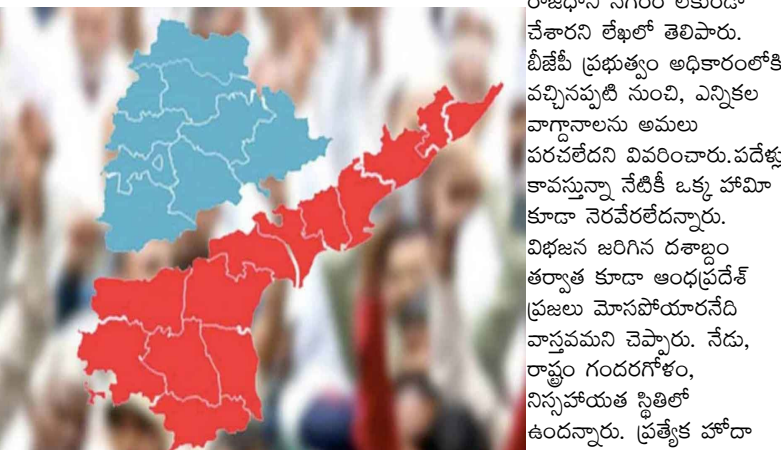 రాజధాని నగరం లేకుండా
చేశారని లేఖలో తెలిపారు.
బీజేపీ ప్రభుత్వం అధికారంలోకి
వచ్చినప్పటి నుంచి, ఎన్నికల
వాగ్దానాలను అమలు
పరచలేదని వివరించారు.పదేళ్లు
కావస్తున్నా నేటికీ ఒక్క హామీ
కూడా నెరవేరలేదన్నారు.
విభజన జరిగిన దశాబ్దం
తర్వాత కూడా ఆంధప్రదేశ్
ప్రజలు మోసపోయారనేది
వాస్తవమని చెప్పారు. నేడు,
రాష్ట్రం గందరగోళం,
నిస్సహాయత స్థితిలో
ఉందన్నారు. ప్రత్యేక హోదా